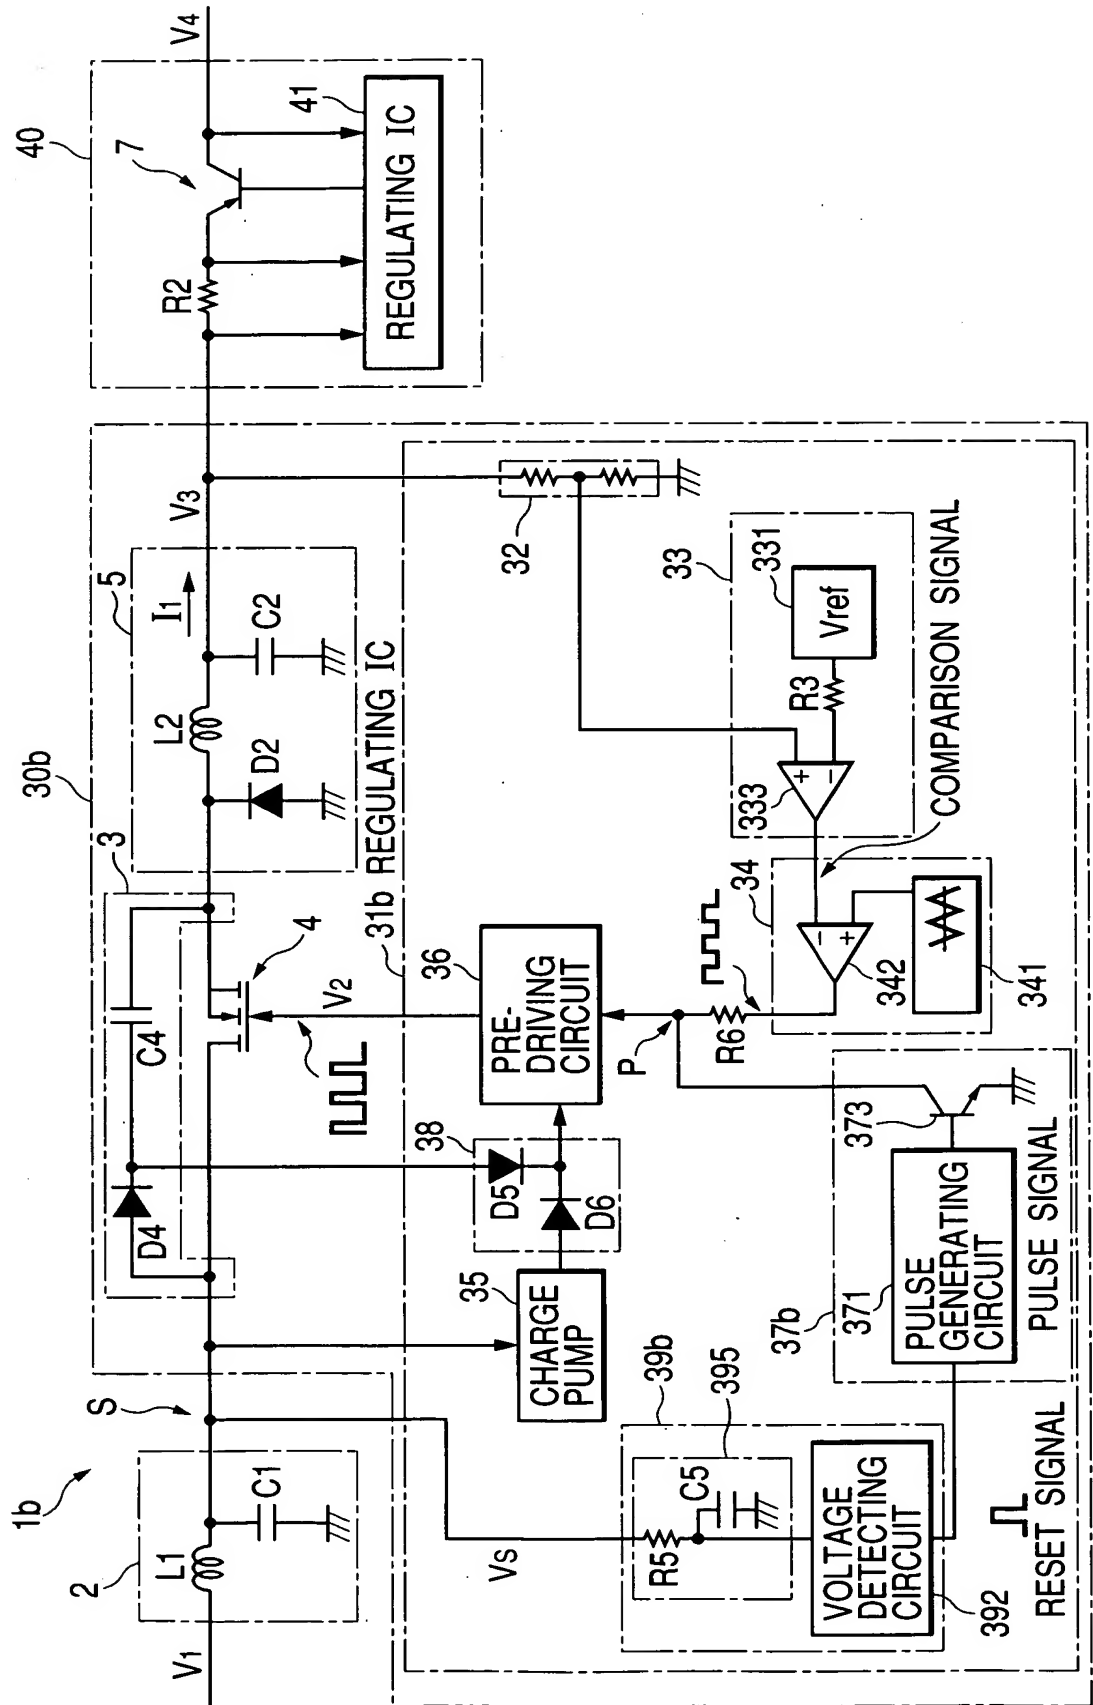 1b
2
L1
C1
V1
S
30b
3
D4
C4
4
V2
5
L2
D2
C2
I1
V3
40
7
R2
V4
41
REGULATING IC
31b REGULATING IC
35
CHARGE
PUMP
38
D5
D6
36
PRE-
DRIVING
CIRCUIT
P
R6
32
33
331
Vref
R3
333
+
−
COMPARISON SIGNAL
34
−
+
342
341
VS
39b
395
R5
C5
VOLTAGE
DETECTING
CIRCUIT
392
RESET SIGNAL
37b
371
PULSE
GENERATING
CIRCUIT
373
PULSE SIGNAL